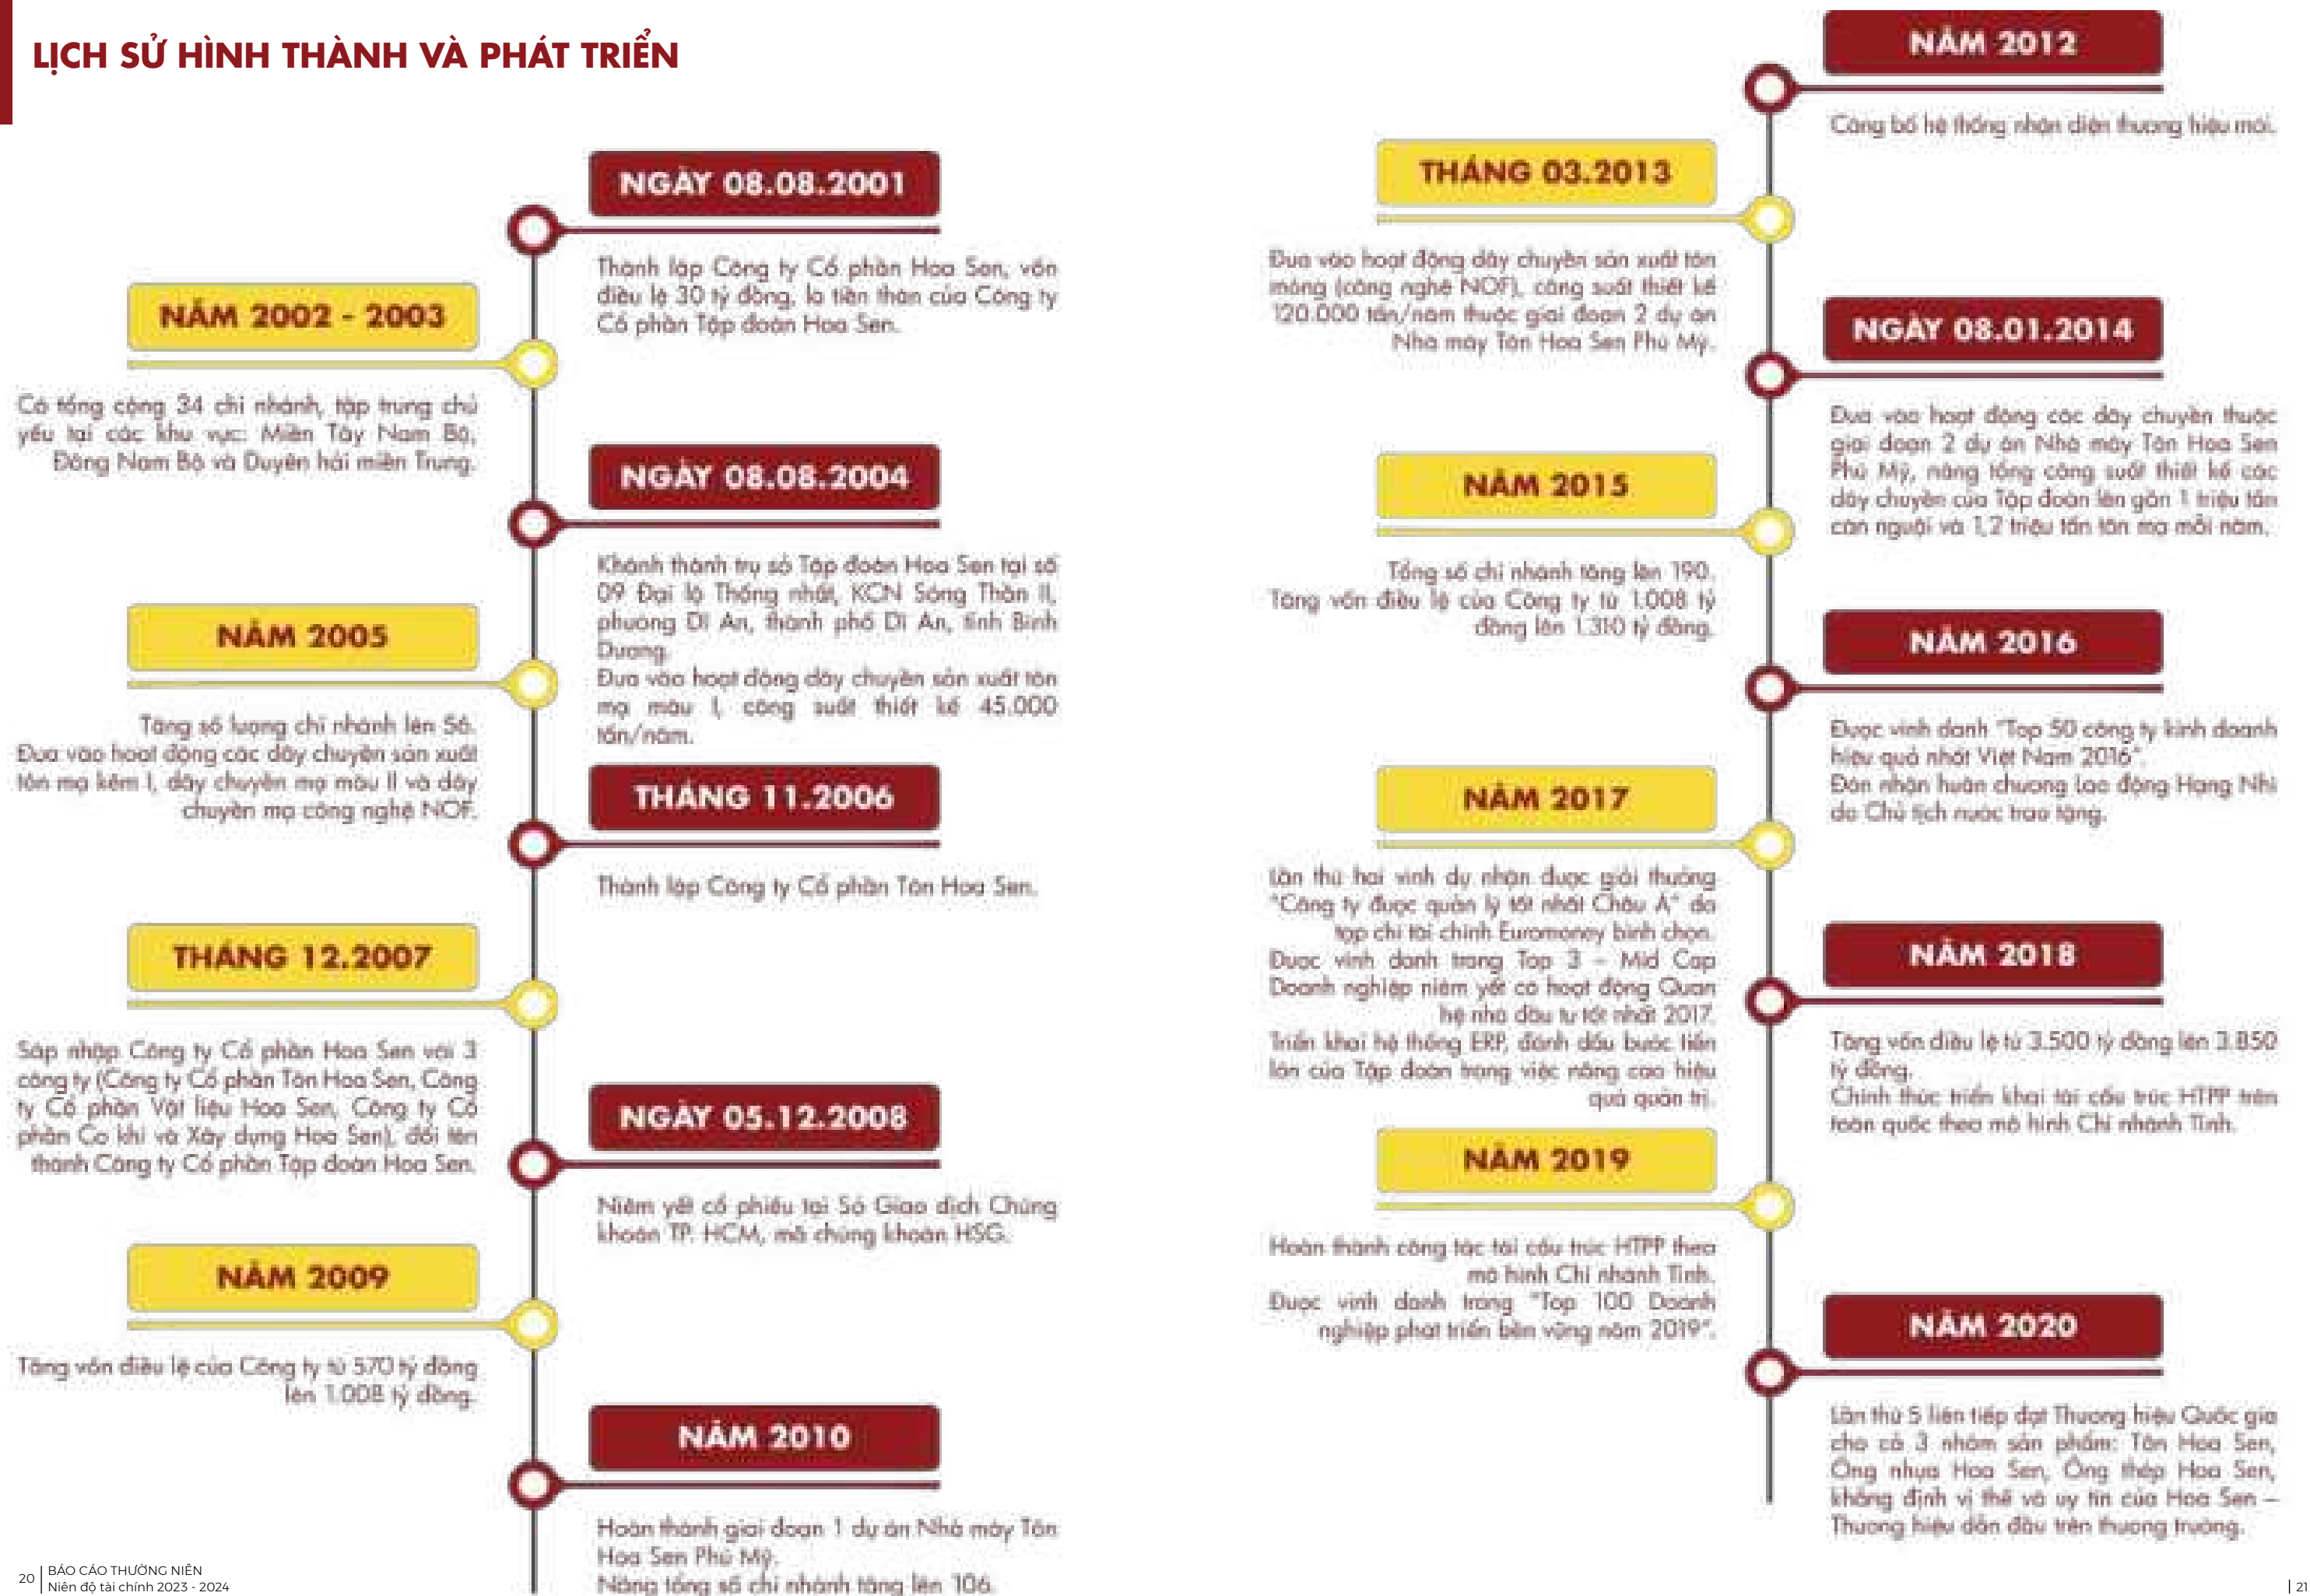 LỊCH SỬ HÌNH THÀNH VÀ PHÁT TRIỂN
NGÀY 08.08.2001
Thành lập Công ty Cổ phần Hoa Sen, vốn
điều lệ 30 tỷ đồng, là tiền thân của Công ty
Cổ phần Tập đoàn Hoa Sen.
NĂM 2002 - 2003
Có tổng cộng 34 chi nhánh, tập trung chủ
yếu tại các khu vực: Miền Tây Nam Bộ,
Đông Nam Bộ và Duyên hải miền Trung.
NGÀY 08.08.2004
Khánh thành trụ sở Tập đoàn Hoa Sen tại số
09 Đại lộ Thống nhất, KCN Sóng Thần II,
phường Dĩ An, thành phố Dĩ An, tỉnh Bình
Dương.
Đưa vào hoạt động dây chuyền sản xuất tôn
mạ màu I, công suất thiết kế 45.000
tấn/năm.
NĂM 2005
Tăng số lượng chi nhánh lên 56.
Đưa vào hoạt động các dây chuyền sản xuất
tôn mạ kẽm I, dây chuyền mạ màu II và dây
chuyền mạ công nghệ NOF.
THÁNG 11.2006
Thành lập Công ty Cổ phần Tôn Hoa Sen.
THÁNG 12.2007
Sáp nhập Công ty Cổ phần Hoa Sen với 3
công ty (Công ty Cổ phần Tôn Hoa Sen, Công
ty Cổ phần Vật liệu Hoa Sen, Công ty Cổ
phần Cơ khí và Xây dựng Hoa Sen), đổi tên
thành Công ty Cổ phần Tập đoàn Hoa Sen.
NGÀY 05.12.2008
Niêm yết cổ phiếu tại Sở Giao dịch Chứng
khoán TP. HCM, mã chứng khoán HSG.
NĂM 2009
Tăng vốn điều lệ của Công ty từ 570 tỷ đồng
lên 1.008 tỷ đồng.
NĂM 2010
Hoàn thành giai đoạn 1 dự án Nhà máy Tôn
Hoa Sen Phú Mỹ.
Nâng tổng số chi nhánh tăng lên 106.
20 BÁO CÁO THƯỜNG NIÊN
Niên độ tài chính 2023 - 2024
NĂM 2012
Công bố hệ thống nhận diện thương hiệu mới.
THÁNG 03.2013
Đưa vào hoạt động dây chuyền sản xuất tôn
mỏng (công nghệ NOF), công suất thiết kế
120.000 tấn/năm thuộc giai đoạn 2 dự án
Nhà máy Tôn Hoa Sen Phú Mỹ.
NGÀY 08.01.2014
Đưa vào hoạt động các dây chuyền thuộc
giai đoạn 2 dự án Nhà máy Tôn Hoa Sen
Phú Mỹ, nâng tổng công suất thiết kế các
dây chuyền của Tập đoàn lên gần 1 triệu tấn
cán nguội và 1,2 triệu tấn tôn mạ mỗi năm.
NĂM 2015
Tổng số chi nhánh tăng lên 190.
Tăng vốn điều lệ của Công ty từ 1.008 tỷ
đồng lên 1.310 tỷ đồng.
NĂM 2016
Được vinh danh "Top 50 công ty kinh doanh
hiệu quả nhất Việt Nam 2016".
Đón nhận huân chương Lao động Hạng Nhì
do Chủ tịch nước trao tặng.
NĂM 2017
Lần thứ hai vinh dự nhận được giải thưởng
"Công ty được quản lý tốt nhất Châu Á" do
tạp chí tài chính Euromoney bình chọn.
Được vinh danh trong Top 3 – Mid Cap
Doanh nghiệp niêm yết có hoạt động Quan
hệ nhà đầu tư tốt nhất 2017.
Triển khai hệ thống ERP, đánh dấu bước tiến
lớn của Tập đoàn trong việc nâng cao hiệu
quả quản trị.
NĂM 2018
Tăng vốn điều lệ từ 3.500 tỷ đồng lên 3.850
tỷ đồng.
Chính thức triển khai tái cấu trúc HTPP trên
toàn quốc theo mô hình Chi nhánh Tỉnh.
NĂM 2019
Hoàn thành công tác tái cấu trúc HTPP theo
mô hình Chi nhánh Tỉnh.
Được vinh danh trong "Top 100 Doanh
nghiệp phát triển bền vững năm 2019".
NĂM 2020
Lần thứ 5 liên tiếp đạt Thương hiệu Quốc gia
cho cả 3 nhóm sản phẩm: Tôn Hoa Sen,
Ống nhựa Hoa Sen, Ống thép Hoa Sen,
khẳng định vị thế và uy tín của Hoa Sen –
Thương hiệu dẫn đầu trên thương trường.
21